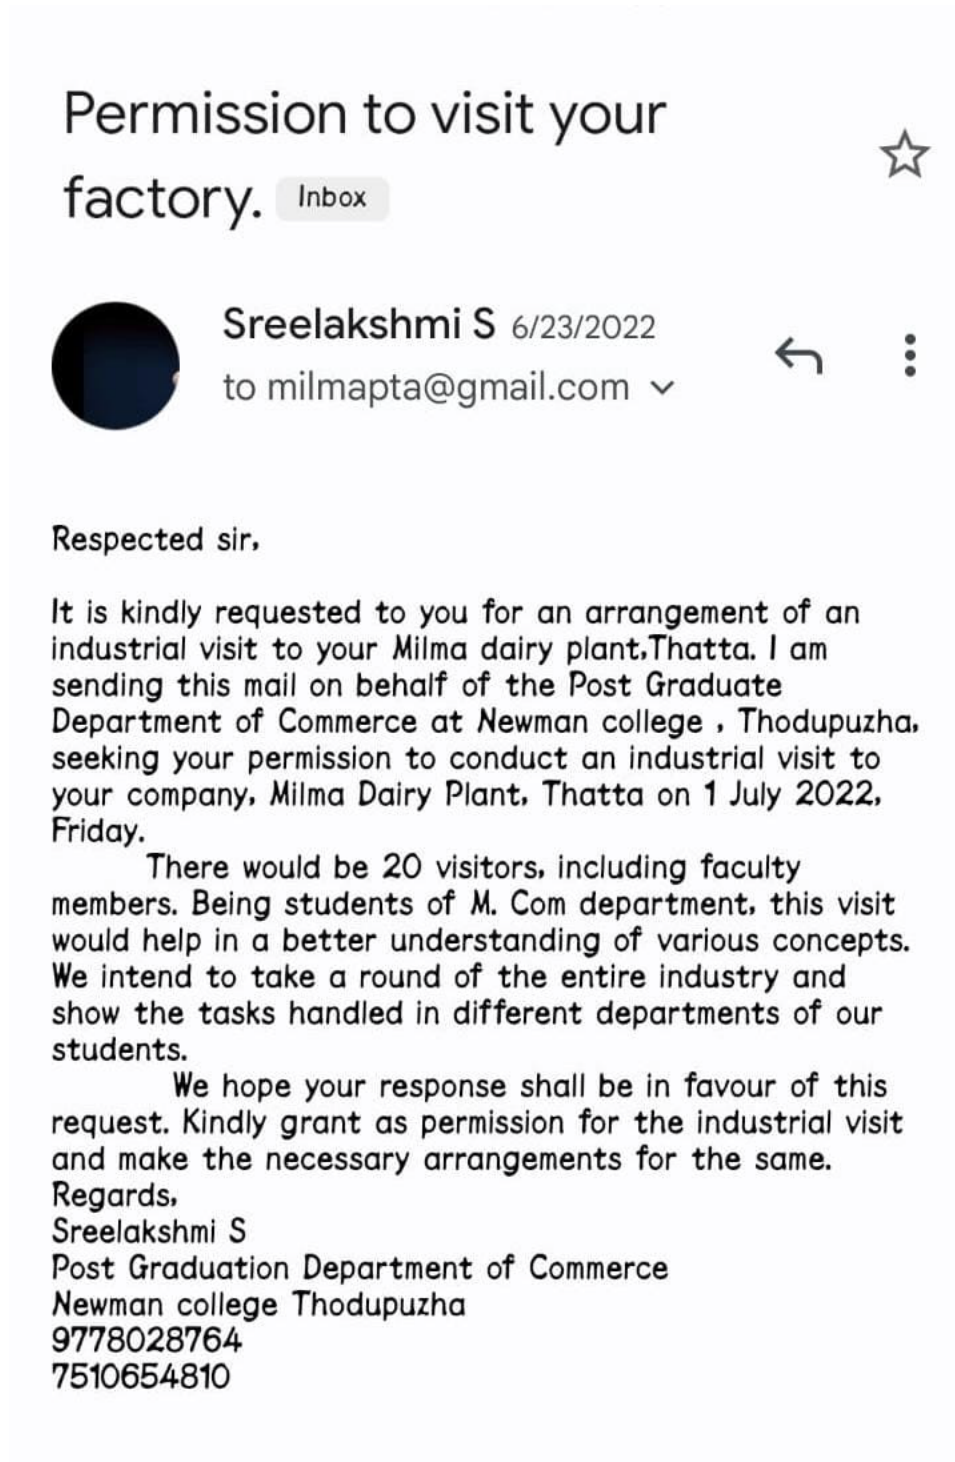 Permission to visit your
factory. Inbox
Sreelakshmi S 6/23/2022
to milmapta@gmail.com
Respected sir,
It is kindly requested to you for an arrangement of an
industrial visit to your Milma dairy plant,Thatta. I am
sending this mail on behalf of the Post Graduate
Department of Commerce at Newman college , Thodupuzha,
seeking your permission to conduct an industrial visit to
your company, Milma Dairy Plant, Thatta on 1 July 2022,
Friday.
There would be 20 visitors, including faculty
members. Being students of M. Com department, this visit
would help in a better understanding of various concepts.
We intend to take a round of the entire industry and
show the tasks handled in different departments of our
students.
We hope your response shall be in favour of this
request. Kindly grant as permission for the industrial visit
and make the necessary arrangements for the same.
Regards,
Sreelakshmi S
Post Graduation Department of Commerce
Newman college Thodupuzha
9778028764
7510654810